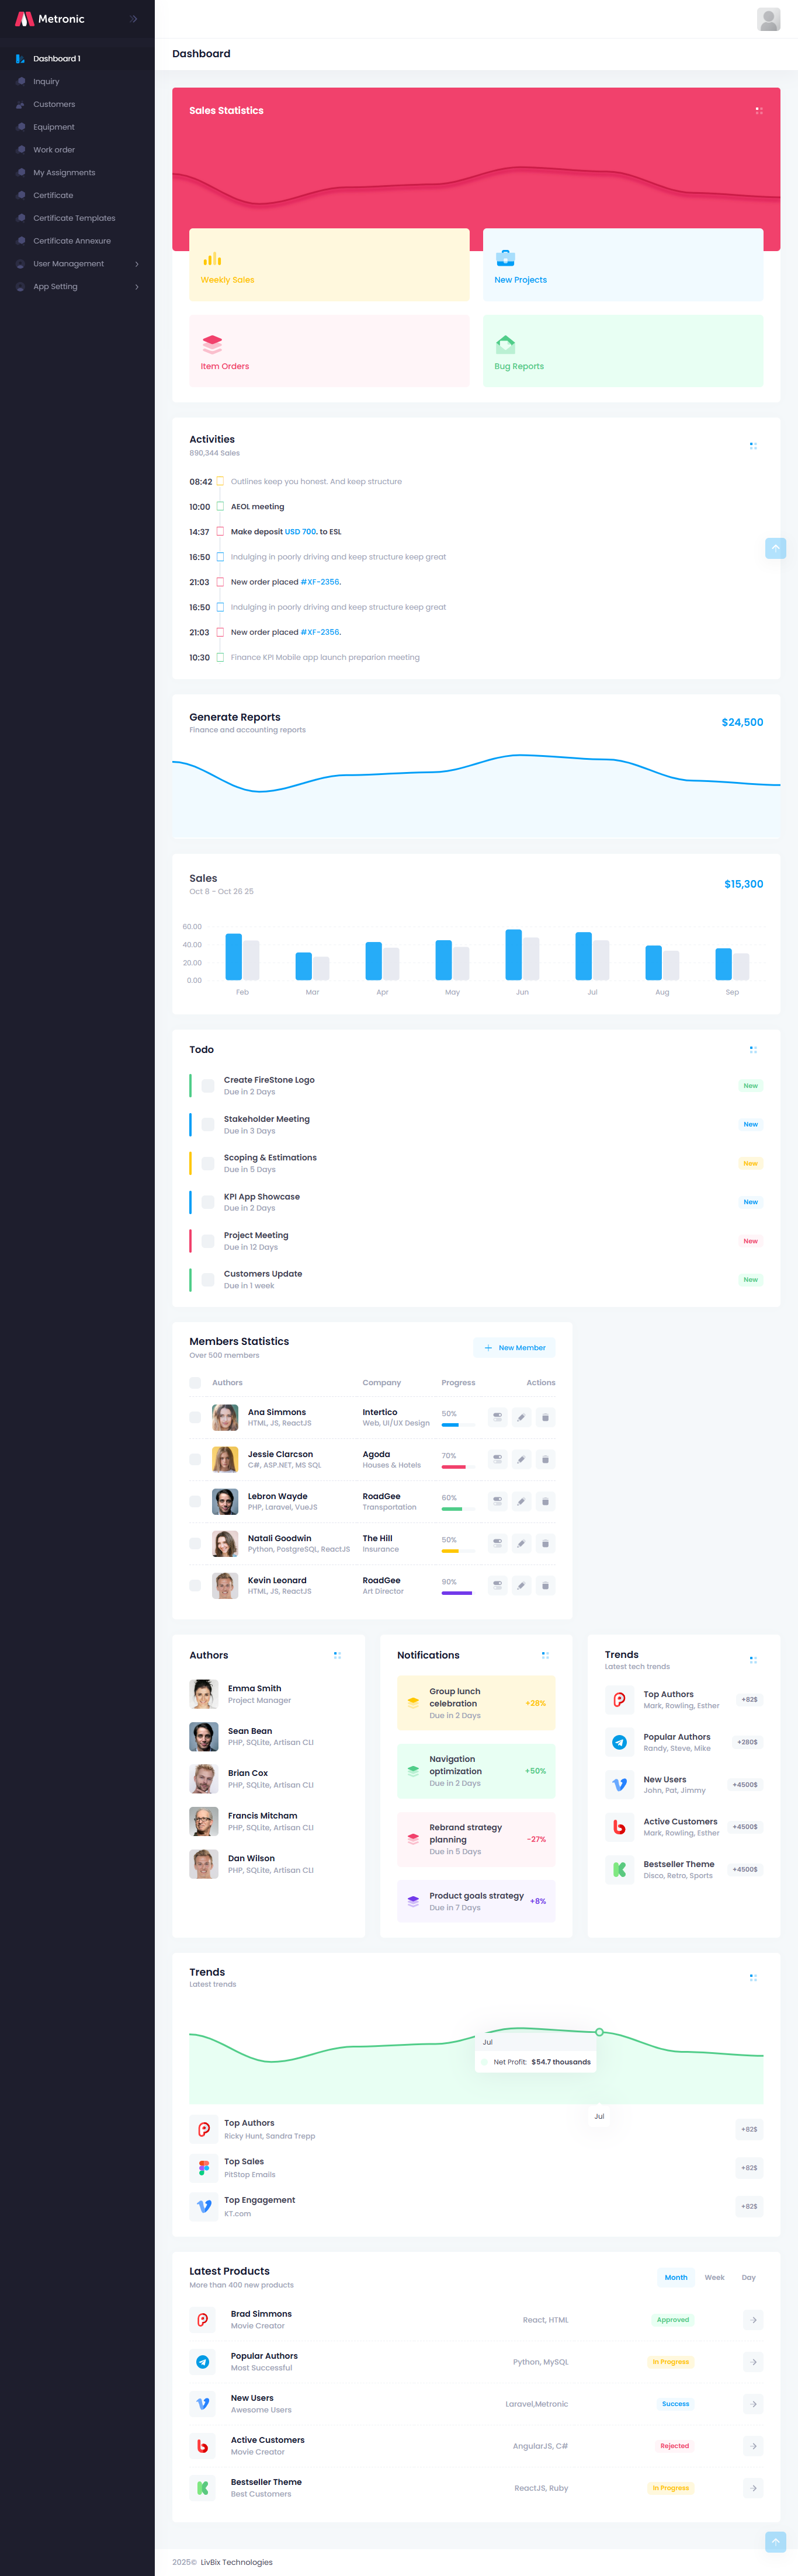 Metronic
Dashboard 1
Inquiry
Customers
Equipment
Work order
My Assignments
Certificate
Certificate Templates
Certificate Annexure
User Management
App Setting
Dashboard
Sales Statistics
Weekly Sales
New Projects
Item Orders
Bug Reports
Activities
890,344 Sales
08:42 Outlines keep you honest. And keep structure
10:00 AEOL meeting
14:37 Make deposit USD 700. to ESL
16:50 Indulging in poorly driving and keep structure keep great
21:03 New order placed #XF-2356.
16:50 Indulging in poorly driving and keep structure keep great
21:03 New order placed #XF-2356.
10:30 Finance KPI Mobile app launch preparion meeting
Generate Reports
Finance and accounting reports
$24,500
Sales
Oct 8 - Oct 26 25
$15,300
60.00
40.00
20.00
0.00
Feb Mar Apr May Jun Jul Aug Sep
Todo
Create FireStone Logo
Due in 2 Days
New
Stakeholder Meeting
Due in 3 Days
New
Scoping & Estimations
Due in 5 Days
New
KPI App Showcase
Due in 2 Days
New
Project Meeting
Due in 12 Days
New
Customers Update
Due in 1 week
New
Members Statistics
Over 500 members
New Member
Authors Company Progress Actions
Ana Simmons Intertico 50%
HTML, JS, ReactJS Web, UI/UX Design
Jessie Clarcson Agoda 70%
C#, ASP.NET, MS SQL Houses & Hotels
Lebron Wayde RoadGee 60%
PHP, Laravel, VueJS Transportation
Natali Goodwin The Hill 50%
Python, PostgreSQL, ReactJS Insurance
Kevin Leonard RoadGee 90%
HTML, JS, ReactJS Art Director
Authors
Emma Smith
Project Manager
Sean Bean
PHP, SQLite, Artisan CLI
Brian Cox
PHP, SQLite, Artisan CLI
Francis Mitcham
PHP, SQLite, Artisan CLI
Dan Wilson
PHP, SQLite, Artisan CLI
Notifications
Group lunch
celebration
Due in 2 Days
+28%
Navigation
optimization
Due in 2 Days
+50%
Rebrand strategy
planning
Due in 5 Days
-27%
Product goals strategy
Due in 7 Days
+8%
Trends
Latest tech trends
Top Authors
Mark, Rowling, Esther
+82$
Popular Authors
Randy, Steve, Mike
+280$
New Users
John, Pat, Jimmy
+4500$
Active Customers
Mark, Rowling, Esther
+4500$
Bestseller Theme
Disco, Retro, Sports
+4500$
Trends
Latest trends
Jul
Net Profit: $54.7 thousands
Jul
Top Authors
Ricky Hunt, Sandra Trepp
+82$
Top Sales
PitStop Emails
+82$
Top Engagement
KT.com
+82$
Latest Products
More than 400 new products
Month Week Day
Brad Simmons
Movie Creator
React, HTML
Approved
Popular Authors
Most Successful
Python, MySQL
In Progress
New Users
Awesome Users
Laravel,Metronic
Success
Active Customers
Movie Creator
AngularJS, C#
Rejected
Bestseller Theme
Best Customers
ReactJS, Ruby
In Progress
2025© LivBix Technologies